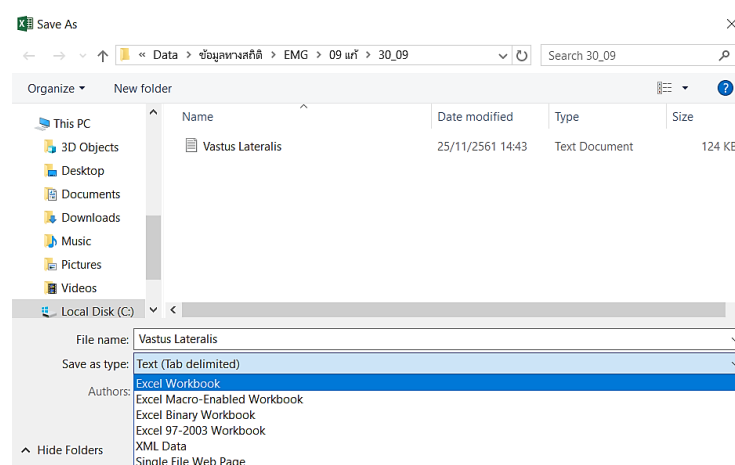 Save As
« Data > ข้อมูลทางสถิติ > EMG > 09 แก้ > 30_09
Search 30_09
Organize
New folder
?
Name
Date modified
Type
Size
This PC
3D Objects
Desktop
Documents
Downloads
Music
Pictures
Videos
Local Disk (C:)
Vastus Lateralis
25/11/2561 14:43
Text Document
124 KB
File name: Vastus Lateralis
Save as type: Text (Tab delimited)
Authors:
Excel Workbook
Excel Macro-Enabled Workbook
Excel Binary Workbook
Excel 97-2003 Workbook
XML Data
Single File Web Page
Hide Folders